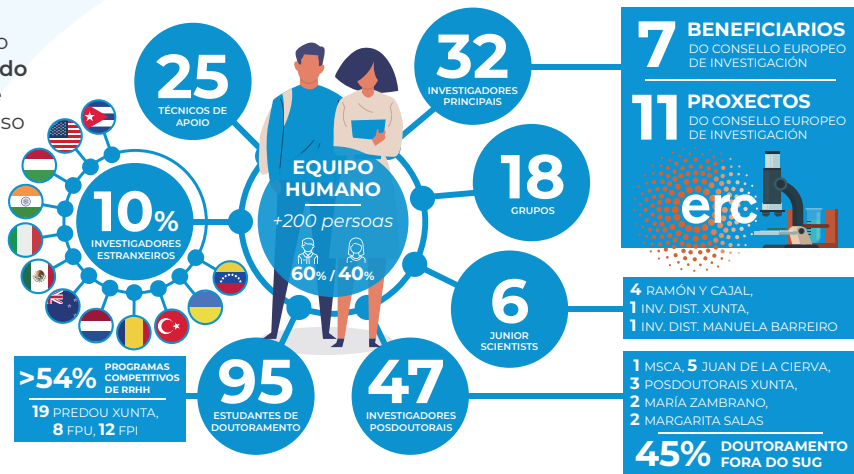 o
do
so
25
TÉCNICOS DE
APOIO
32
INVESTIGADORES
PRINCIPAIS
7 BENEFICIARIOS
DO CONSELLO EUROPEO
DE INVESTIGACIÓN
11 PROXECTOS
DO CONSELLO EUROPEO
DE INVESTIGACIÓN
erc
EQUIPO
HUMANO
+200 persoas
60% / 40%
18
GRUPOS
10%
INVESTIGADORES
ESTRANXEIROS
6
JUNIOR
SCIENTISTS
4 RAMÓN Y CAJAL,
1 INV. DIST. XUNTA,
1 INV. DIST. MANUELA BARREIRO
>54% PROGRAMAS
COMPETITIVOS
DE RRHH
19 PREDOU XUNTA,
8 FPU, 12 FPI
95
ESTUDANTES DE
DOUTORAMENTO
47
INVESTIGADORES
POSDOUTORAIS
1 MSCA, 5 JUAN DE LA CIERVA,
3 POSDOUTORAIS XUNTA,
2 MARÍA ZAMBRANO,
2 MARGARITA SALAS
45% DOUTORAMENTO
FORA DO SUG